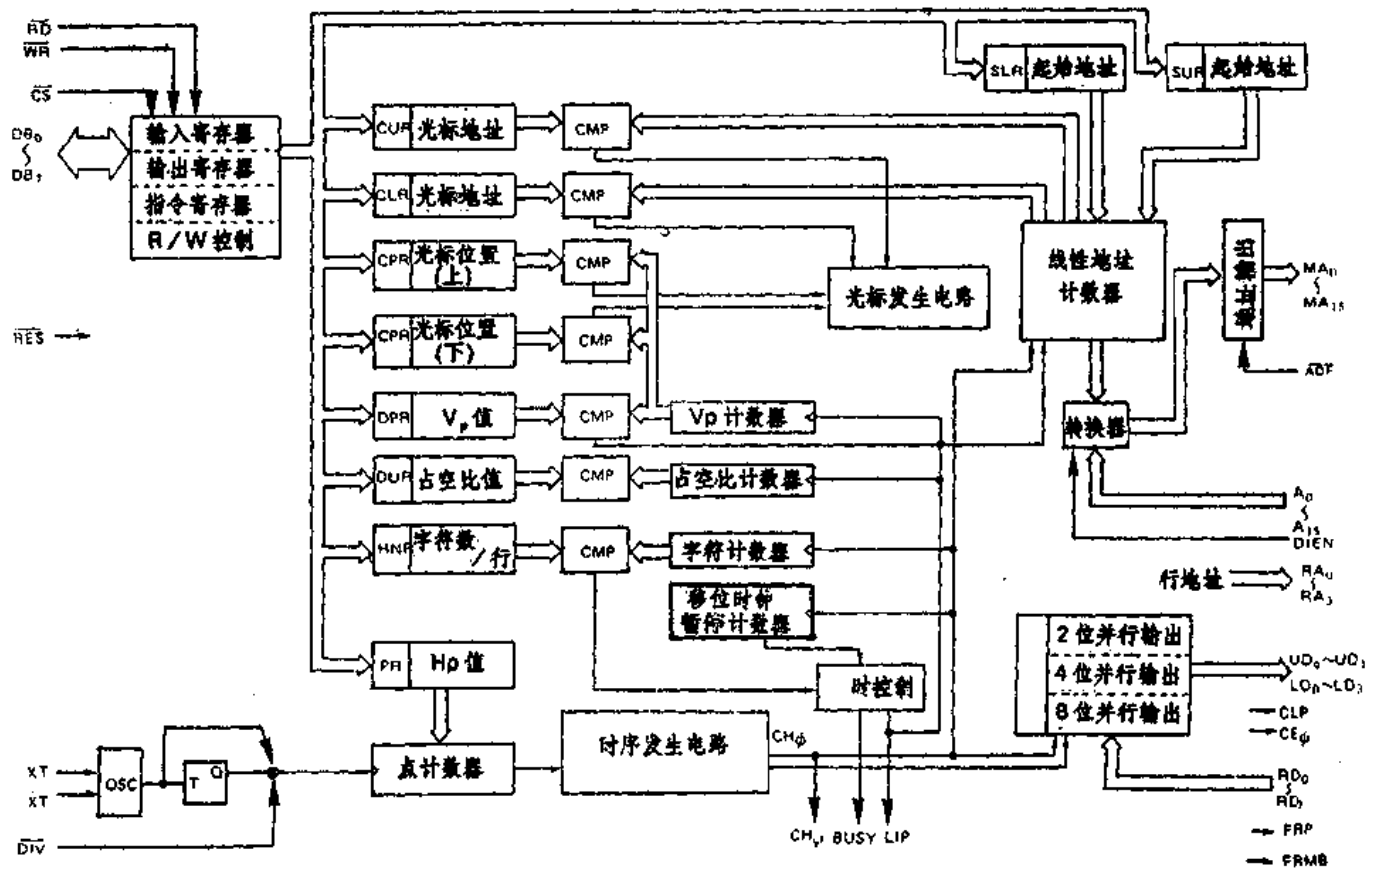 RD
WR
CS
DB₀
DB₇
输入寄存器
输出寄存器
指令寄存器
R/W控制
RES
SLR 起始地址
SUR 起始地址
CUR 光标地址
CMP
CLR 光标地址
CMP
CPR 光标位置
(上)
CMP
CPR 光标位置
(下)
CMP
DPR Vₚ值
CMP
Vp计数器
DUR 占空比值
CMP
占空比计数器
HNR 字符数
/行
CMP
字符计数器
移位时钟
暂停计数器
PR Hp值
时控制
光标发生电路
线性地址
计数器
地址输出
MA₀
MA₁₅
ADF
转换器
A₀
A₁₅
DIEN
行地址
RA₀
RA₃
2位并行输出
4位并行输出
8位并行输出
UD₀~UD₃
LD₀~LD₃
CLP
CEφ
RD₀
RD₇
FRP
FRMB
XT
XT
OSC
T Q
DIV
点计数器
时序发生电路
CHφ
BUSY LIP